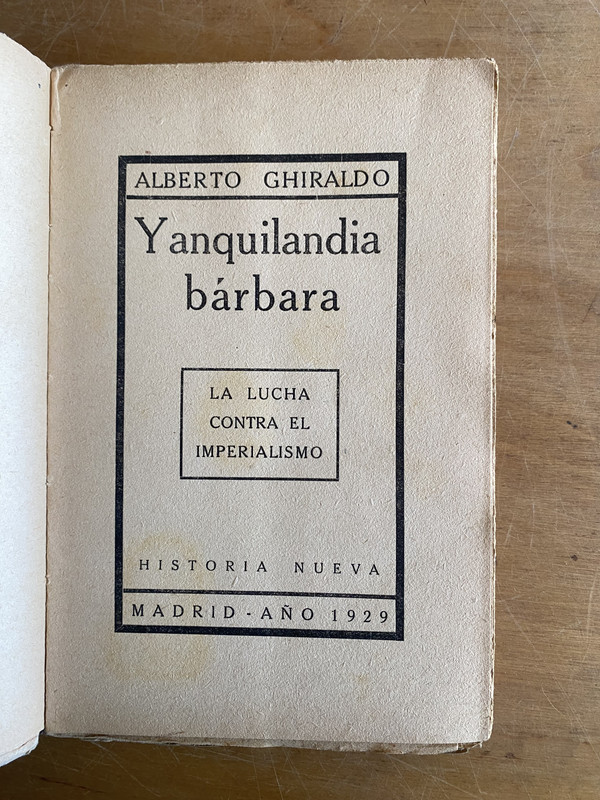 ALBERTO GHIRALDO
Yanquilandia
bárbara
LA LUCHA
CONTRA EL
IMPERIALISMO
HISTORIA NUEVA
MADRID - AÑO 1929